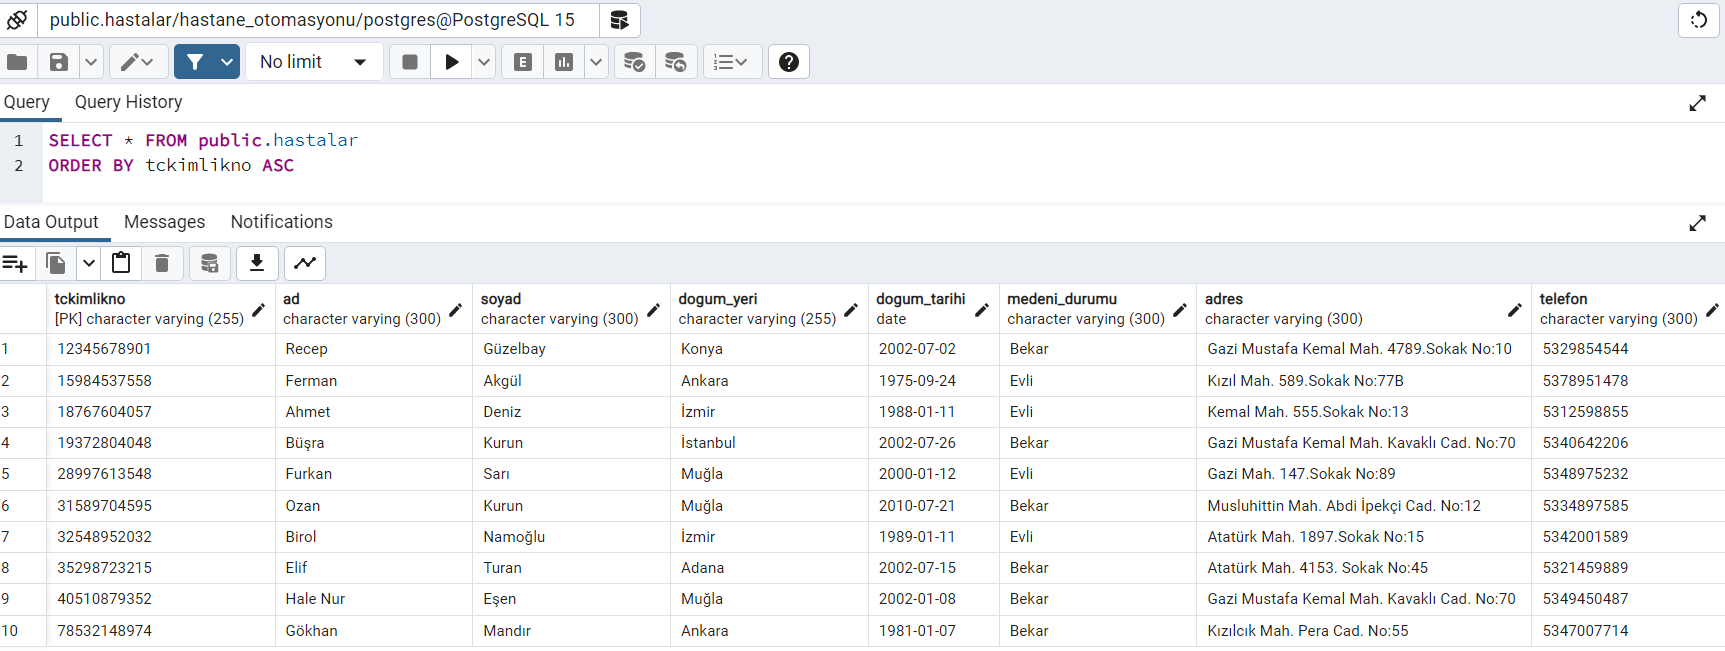 public.hastalar/hastane_otomasyonu/postgres@PostgreSQL 15
No limit E
Query Query History
1 SELECT * FROM public.hastalar
2 ORDER BY tckimlikno ASC
Data Output Messages Notifications
tckimlikno ad soyad dogum_yeri dogum_tarihi medeni_durumu adres telefon
[PK] character varying (255) character varying (300) character varying (300) character varying (255) date character varying (300) character varying (300) character varying (300)
1 12345678901 Recep Güzelbay Konya 2002-07-02 Bekar Gazi Mustafa Kemal Mah. 4789.Sokak No:10 5329854544
2 15984537558 Ferman Akgül Ankara 1975-09-24 Evli Kızıl Mah. 589.Sokak No:77B 5378951478
3 18767604057 Ahmet Deniz İzmir 1988-01-11 Evli Kemal Mah. 555.Sokak No:13 5312598855
4 19372804048 Büşra Kurun İstanbul 2002-07-26 Bekar Gazi Mustafa Kemal Mah. Kavaklı Cad. No:70 5340642206
5 28997613548 Furkan Sarı Muğla 2000-01-12 Evli Gazi Mah. 147.Sokak No:89 5348975232
6 31589704595 Ozan Kurun Muğla 2010-07-21 Bekar Musluhittin Mah. Abdi İpekçi Cad. No:12 5334897585
7 32548952032 Birol Namoğlu İzmir 1989-01-11 Evli Atatürk Mah. 1897.Sokak No:15 5342001589
8 35298723215 Elif Turan Adana 2002-07-15 Bekar Atatürk Mah. 4153. Sokak No:45 5321459889
9 40510879352 Hale Nur Eşen Muğla 2002-01-08 Bekar Gazi Mustafa Kemal Mah. Kavaklı Cad. No:70 5349450487
10 78532148974 Gökhan Mandır Ankara 1981-01-07 Bekar Kızılcık Mah. Pera Cad. No:55 5347007714